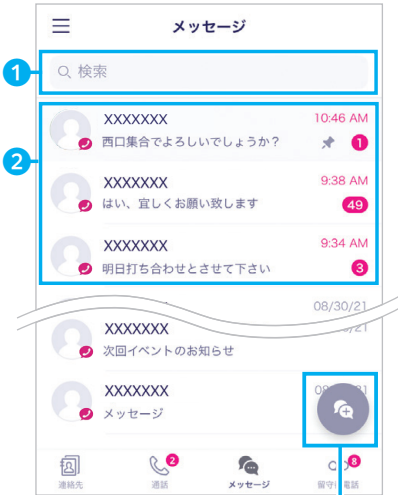 メッセージ
1
検索
2
XXXXXXX
10:46 AM
西口集合でよろしいでしょうか?
1
XXXXXXX
9:38 AM
はい、宜しくお願い致します
49
XXXXXXX
9:34 AM
明日打ち合わせとさせて下さい
3
08/30/21
XXXXXXX
次回イベントのお知らせ
XXXXXXX
メッセージ
2
8
連絡先
通話
メッセージ
留守 電話